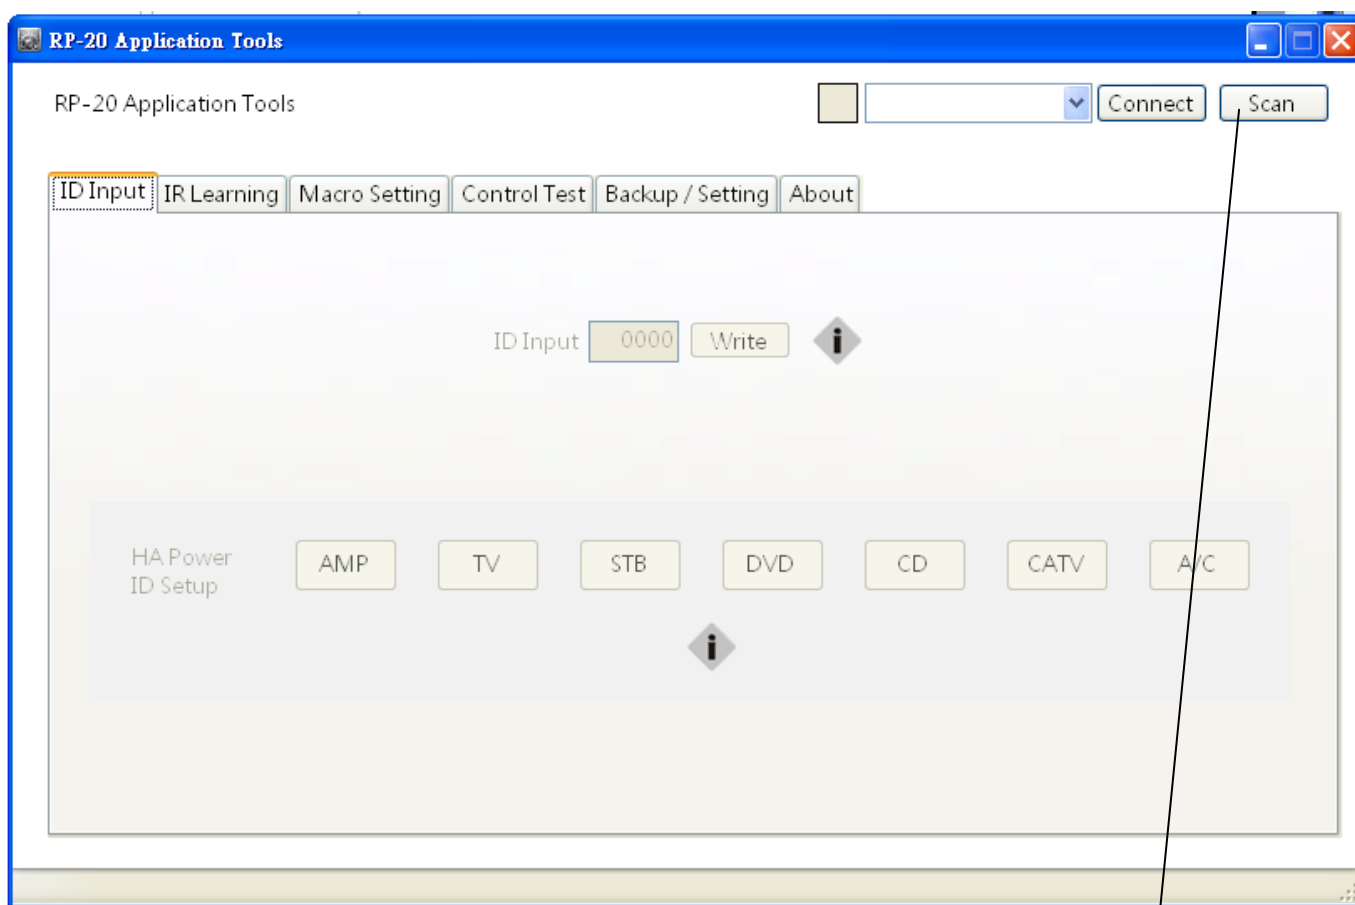 RP-20 Application Tools
RP-20 Application Tools
Connect
Scan
ID Input
IR Learning
Macro Setting
Control Test
Backup / Setting
About
ID Input
0000
Write
i
HA Power
ID Setup
AMP
TV
STB
DVD
CD
CATV
A/C
i